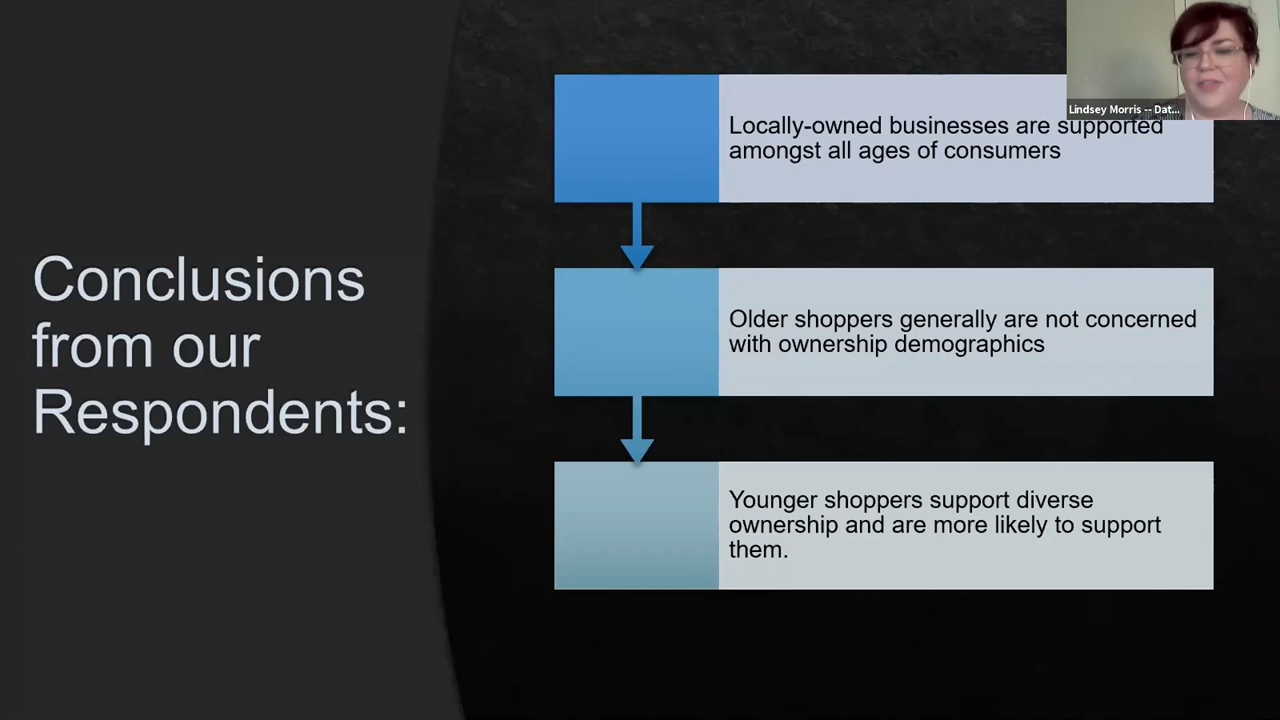 Lindsey Morris -- Dat...
Locally-owned businesses are supported
amongst all ages of consumers
Conclusions
from our
Respondents:
Older shoppers generally are not concerned
with ownership demographics
Younger shoppers support diverse
ownership and are more likely to support
them.